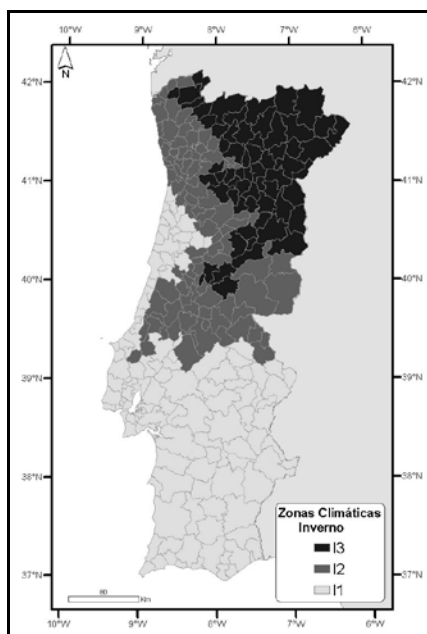 10°W 9°W 8°W 7°W 6°W
N
42°N 42°N
41°N 41°N
40°N 40°N
39°N 39°N
38°N 38°N
37°N 37°N
Zonas Climáticas
Inverno
I3
I2
I1
80
Km
10°W 9°W 8°W 7°W 6°W